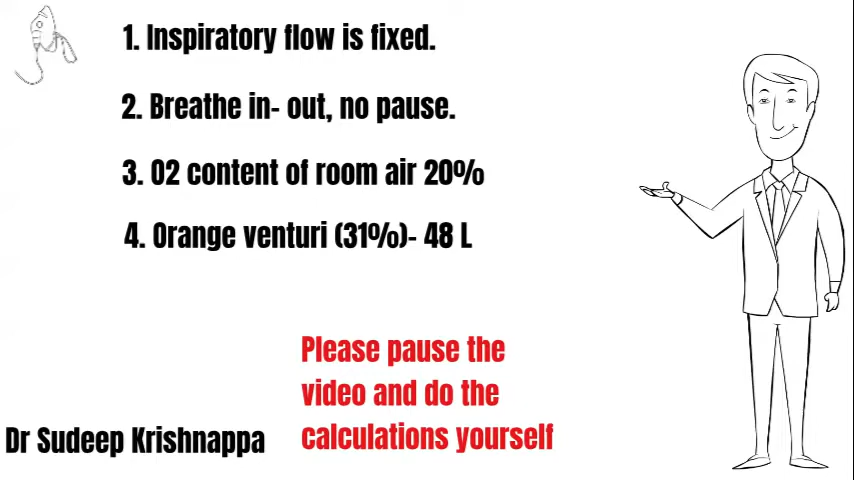 1. Inspiratory flow is fixed.
2. Breathe in- out, no pause.
3. O2 content of room air 20%
4. Orange venturi (31%)- 48 L
Please pause the
video and do the
calculations yourself
Dr Sudeep Krishnappa